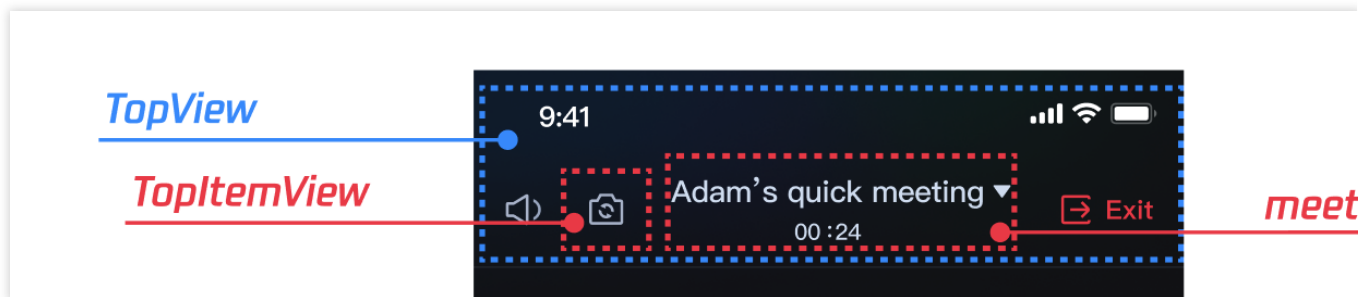 TopView
9:41
TopItemView
Adam's quick meeting
Exit
meet
00 :24